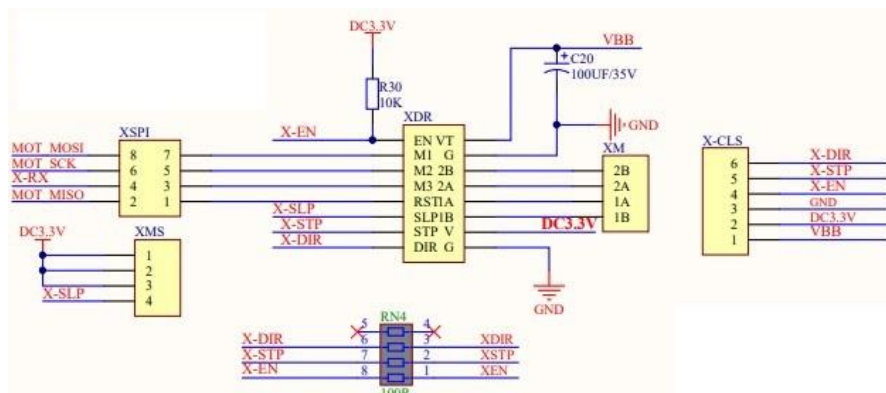 DC3.3V
VBB
C20
+
100UF/35V
R30
10K
XDR
X-EN
GND
XSPI
XM
X-CLS
MOT_MOSI 8 7
MOT_SCK 6 5
X-RX 4 3
MOT_MISO 2 1
EN VT
M1 G
M2 2B
M3 2A
RST 1A
SLP 1B
STP V
DIR G
2B
2A
1A
1B
6 X-DIR
5 X-STP
4 X-EN
3 GND
2 DC3.3V
1 VBB
X-SLP
X-STP
X-DIR
DC3.3V
GND
DC3.3V
XMS
1
2
3
X-SLP 4
RN4
5 4
X-DIR 6 3 XDIR
X-STP 7 2 XSTP
X-EN 8 1 XEN